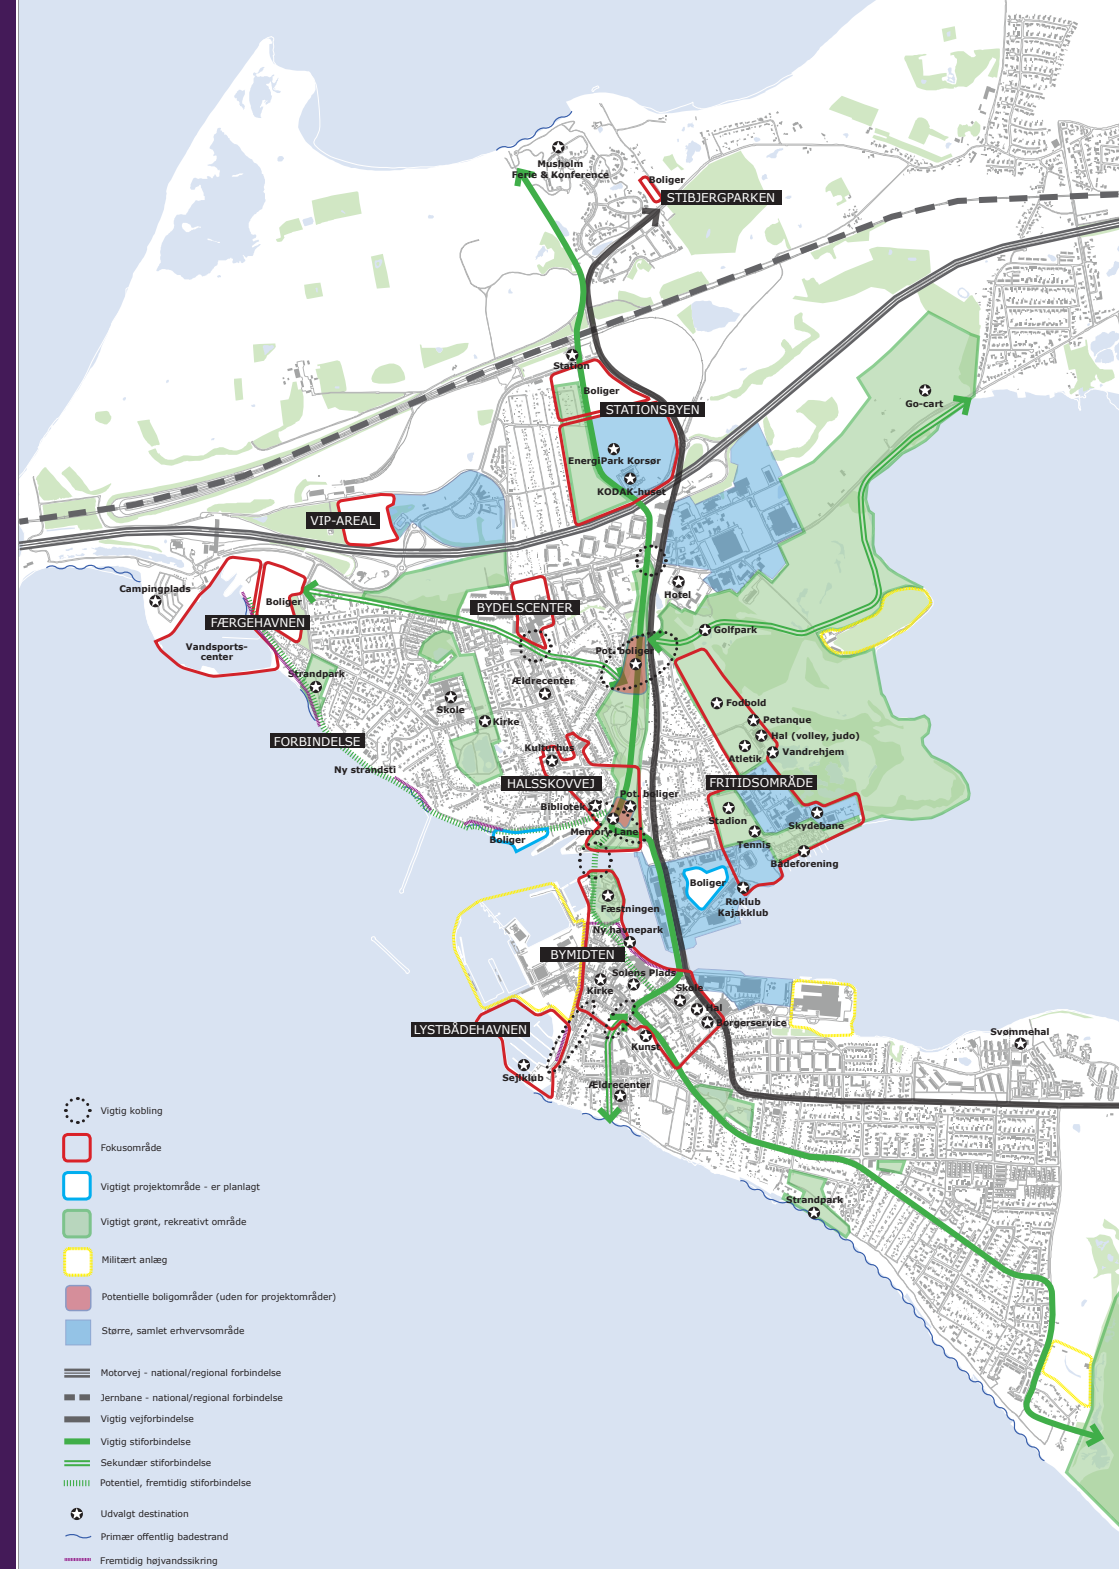 Musholm
Ferie & Konference
Boliger
STIBJERGPARKEN
Station
Boliger
STATIONSBYEN
Go-cart
EnergiPark Korsør
KODAK-huset
VIP-AREAL
Campingplads
Boliger
FÆRGEHAVNEN
Vandsports-
center
BYDELSCENTER
Hotel
Golfpark
Pot. boliger
Strandpark
Ældrecenter
Skole
Kirke
Fodbold
Petanque
Hal (volley, judo)
Atletik
Vandrehjem
FORBINDELSE
Ny strandsti
Kulturhus
HALSSKOVVEJ
FRITIDSOMRÅDE
Pot. boliger
Bibliotek
Memory Lane
Stadion
Skydebane
Tennis
Boliger
Bådeforening
Boliger
Roklub
Kajakklub
Fæstningen
Ny havnepark
BYMIDTEN
Solens Plads
Kirke
Skole
Hal
Borgerservice
LYSTBÅDEHAVNEN
Kunst
Svømmehal
Sejlklub
Ældrecenter
Strandpark
Vigtig kobling
Fokusområde
Vigtigt projektområde - er planlagt
Vigtigt grønt, rekreativt område
Militært anlæg
Potentielle boligområder (uden for projektområder)
Større, samlet erhvervsområde
Motorvej - national/regional forbindelse
Jernbane - national/regional forbindelse
Vigtig vejforbindelse
Vigtig stiforbindelse
Sekundær stiforbindelse
Potentiel, fremtidig stiforbindelse
Udvalgt destination
Primær offentlig badestrand
Fremtidig højvandssikring